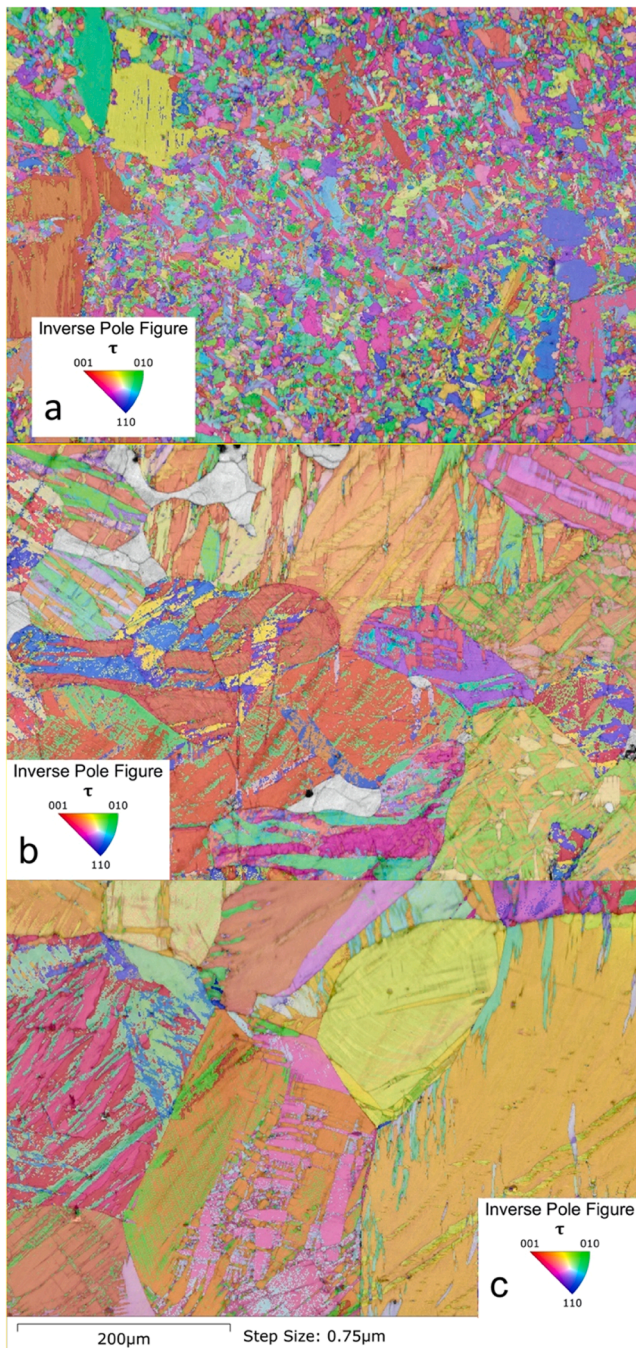 Inverse Pole Figure
τ
001 010
110
a
Inverse Pole Figure
τ
001 010
110
b
Inverse Pole Figure
τ
001 010
110
c
200μm Step Size: 0.75μm